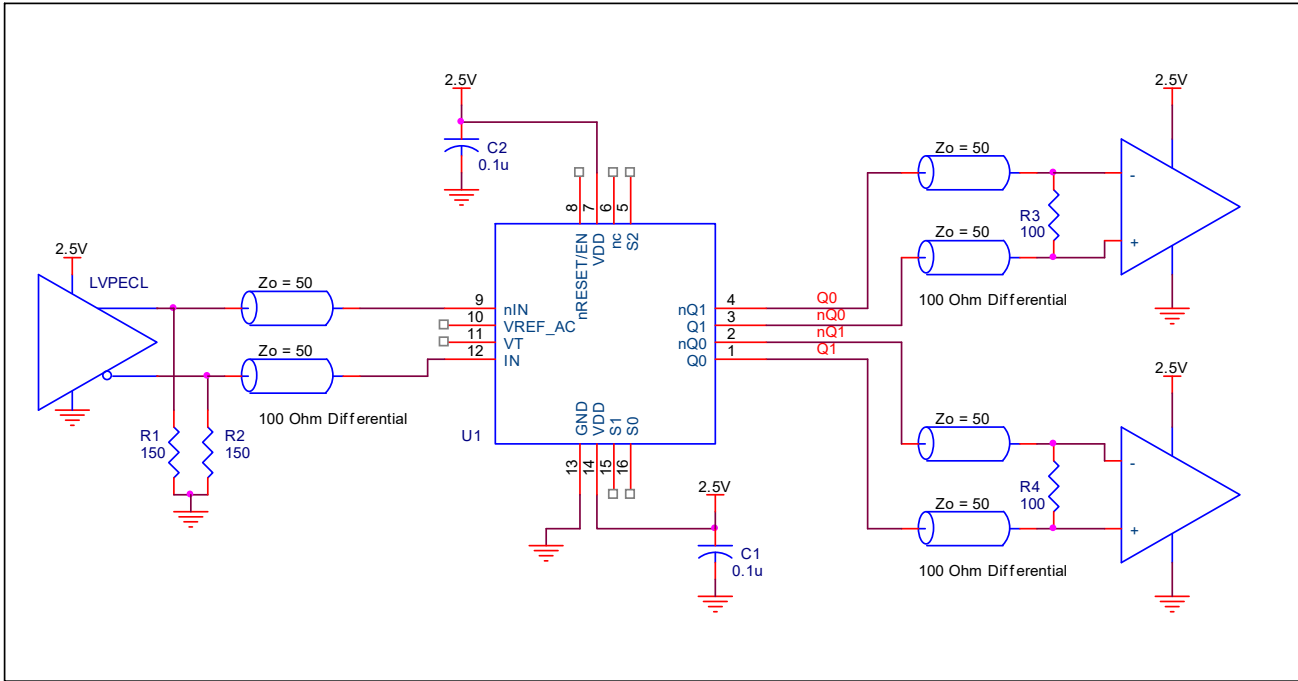 2.5V
C2
0.1u
2.5V
LVPECL
Zo = 50
Zo = 50
100 Ohm Differential
R1
150
R2
150
8
7
6
5
nRESET/EN
VDD
nc
S2
9
nIN
10
VREF_AC
11
VT
12
IN
nQ1
4
Q0
Q1
3
nQ0
nQ0
2
nQ1
Q0
1
Q1
GND
VDD
S1
S0
U1
13
14
15
16
2.5V
C1
0.1u
2.5V
Zo = 50
-
R3
100
Zo = 50
+
100 Ohm Differential
2.5V
Zo = 50
-
R4
100
Zo = 50
+
100 Ohm Differential